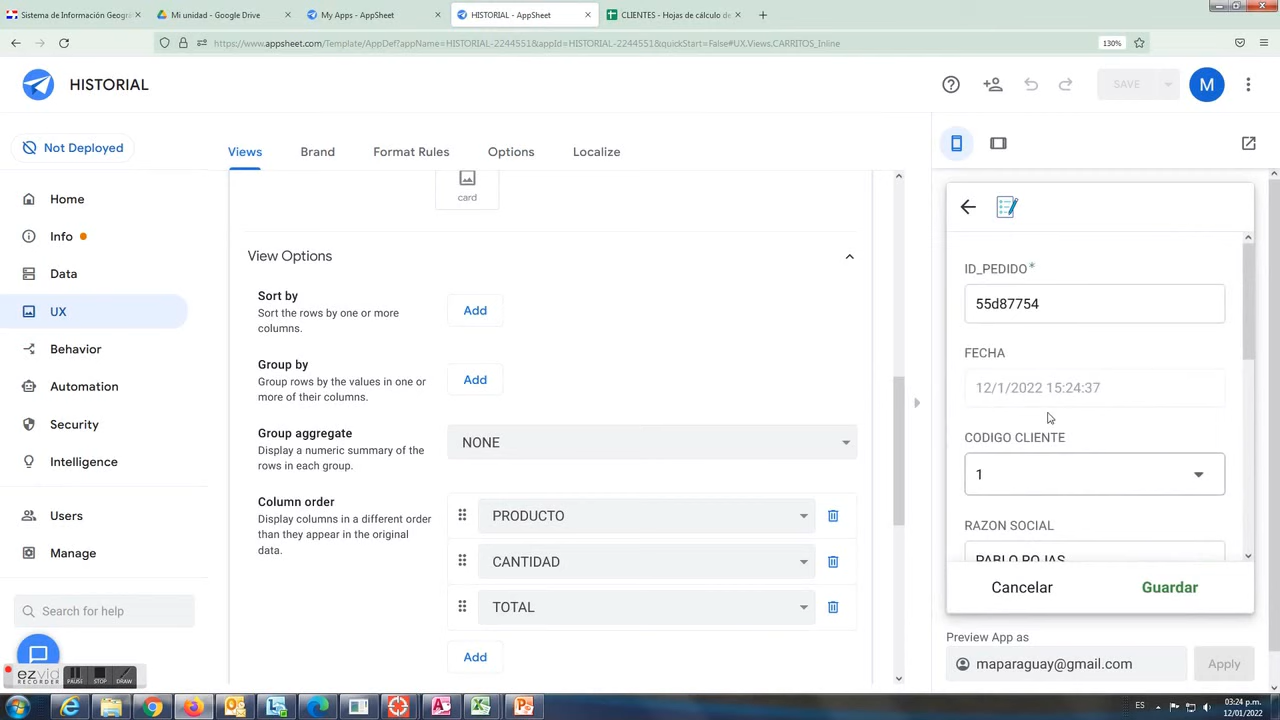 Sistema de Información Geográ
Mi unidad - Google Drive
My Apps - AppSheet
HISTORIAL - AppSheet
CLIENTES - Hojas de cálculo de
https://www.appsheet.com/Template/AppDef?appName=HISTORIAL-2244551&appId=HISTORIAL-2244551&quickStart=False#UX.Views.CARRITOS_Inline
130%
HISTORIAL
SAVE
M
Not Deployed
Views
Brand
Format Rules
Options
Localize
Home
Info
Data
UX
Behavior
Automation
Security
Intelligence
Users
Manage
Search for help
card
View Options
Sort by
Sort the rows by one or more
columns.
Add
Group by
Group rows by the values in one or
more of their columns.
Add
Group aggregate
Display a numeric summary of the
rows in each group.
NONE
Column order
Display columns in a different order
than they appear in the original
data.
PRODUCTO
CANTIDAD
TOTAL
Add
ID_PEDIDO*
55d87754
FECHA
12/1/2022 15:24:37
CODIGO CLIENTE
1
RAZON SOCIAL
PABLO ROJAS
Cancelar
Guardar
Preview App as
maparaguay@gmail.com
Apply
ezvid
RECORDER
PAUSE
STOP
DRAW
ES
03:24 p.m.
12/01/2022